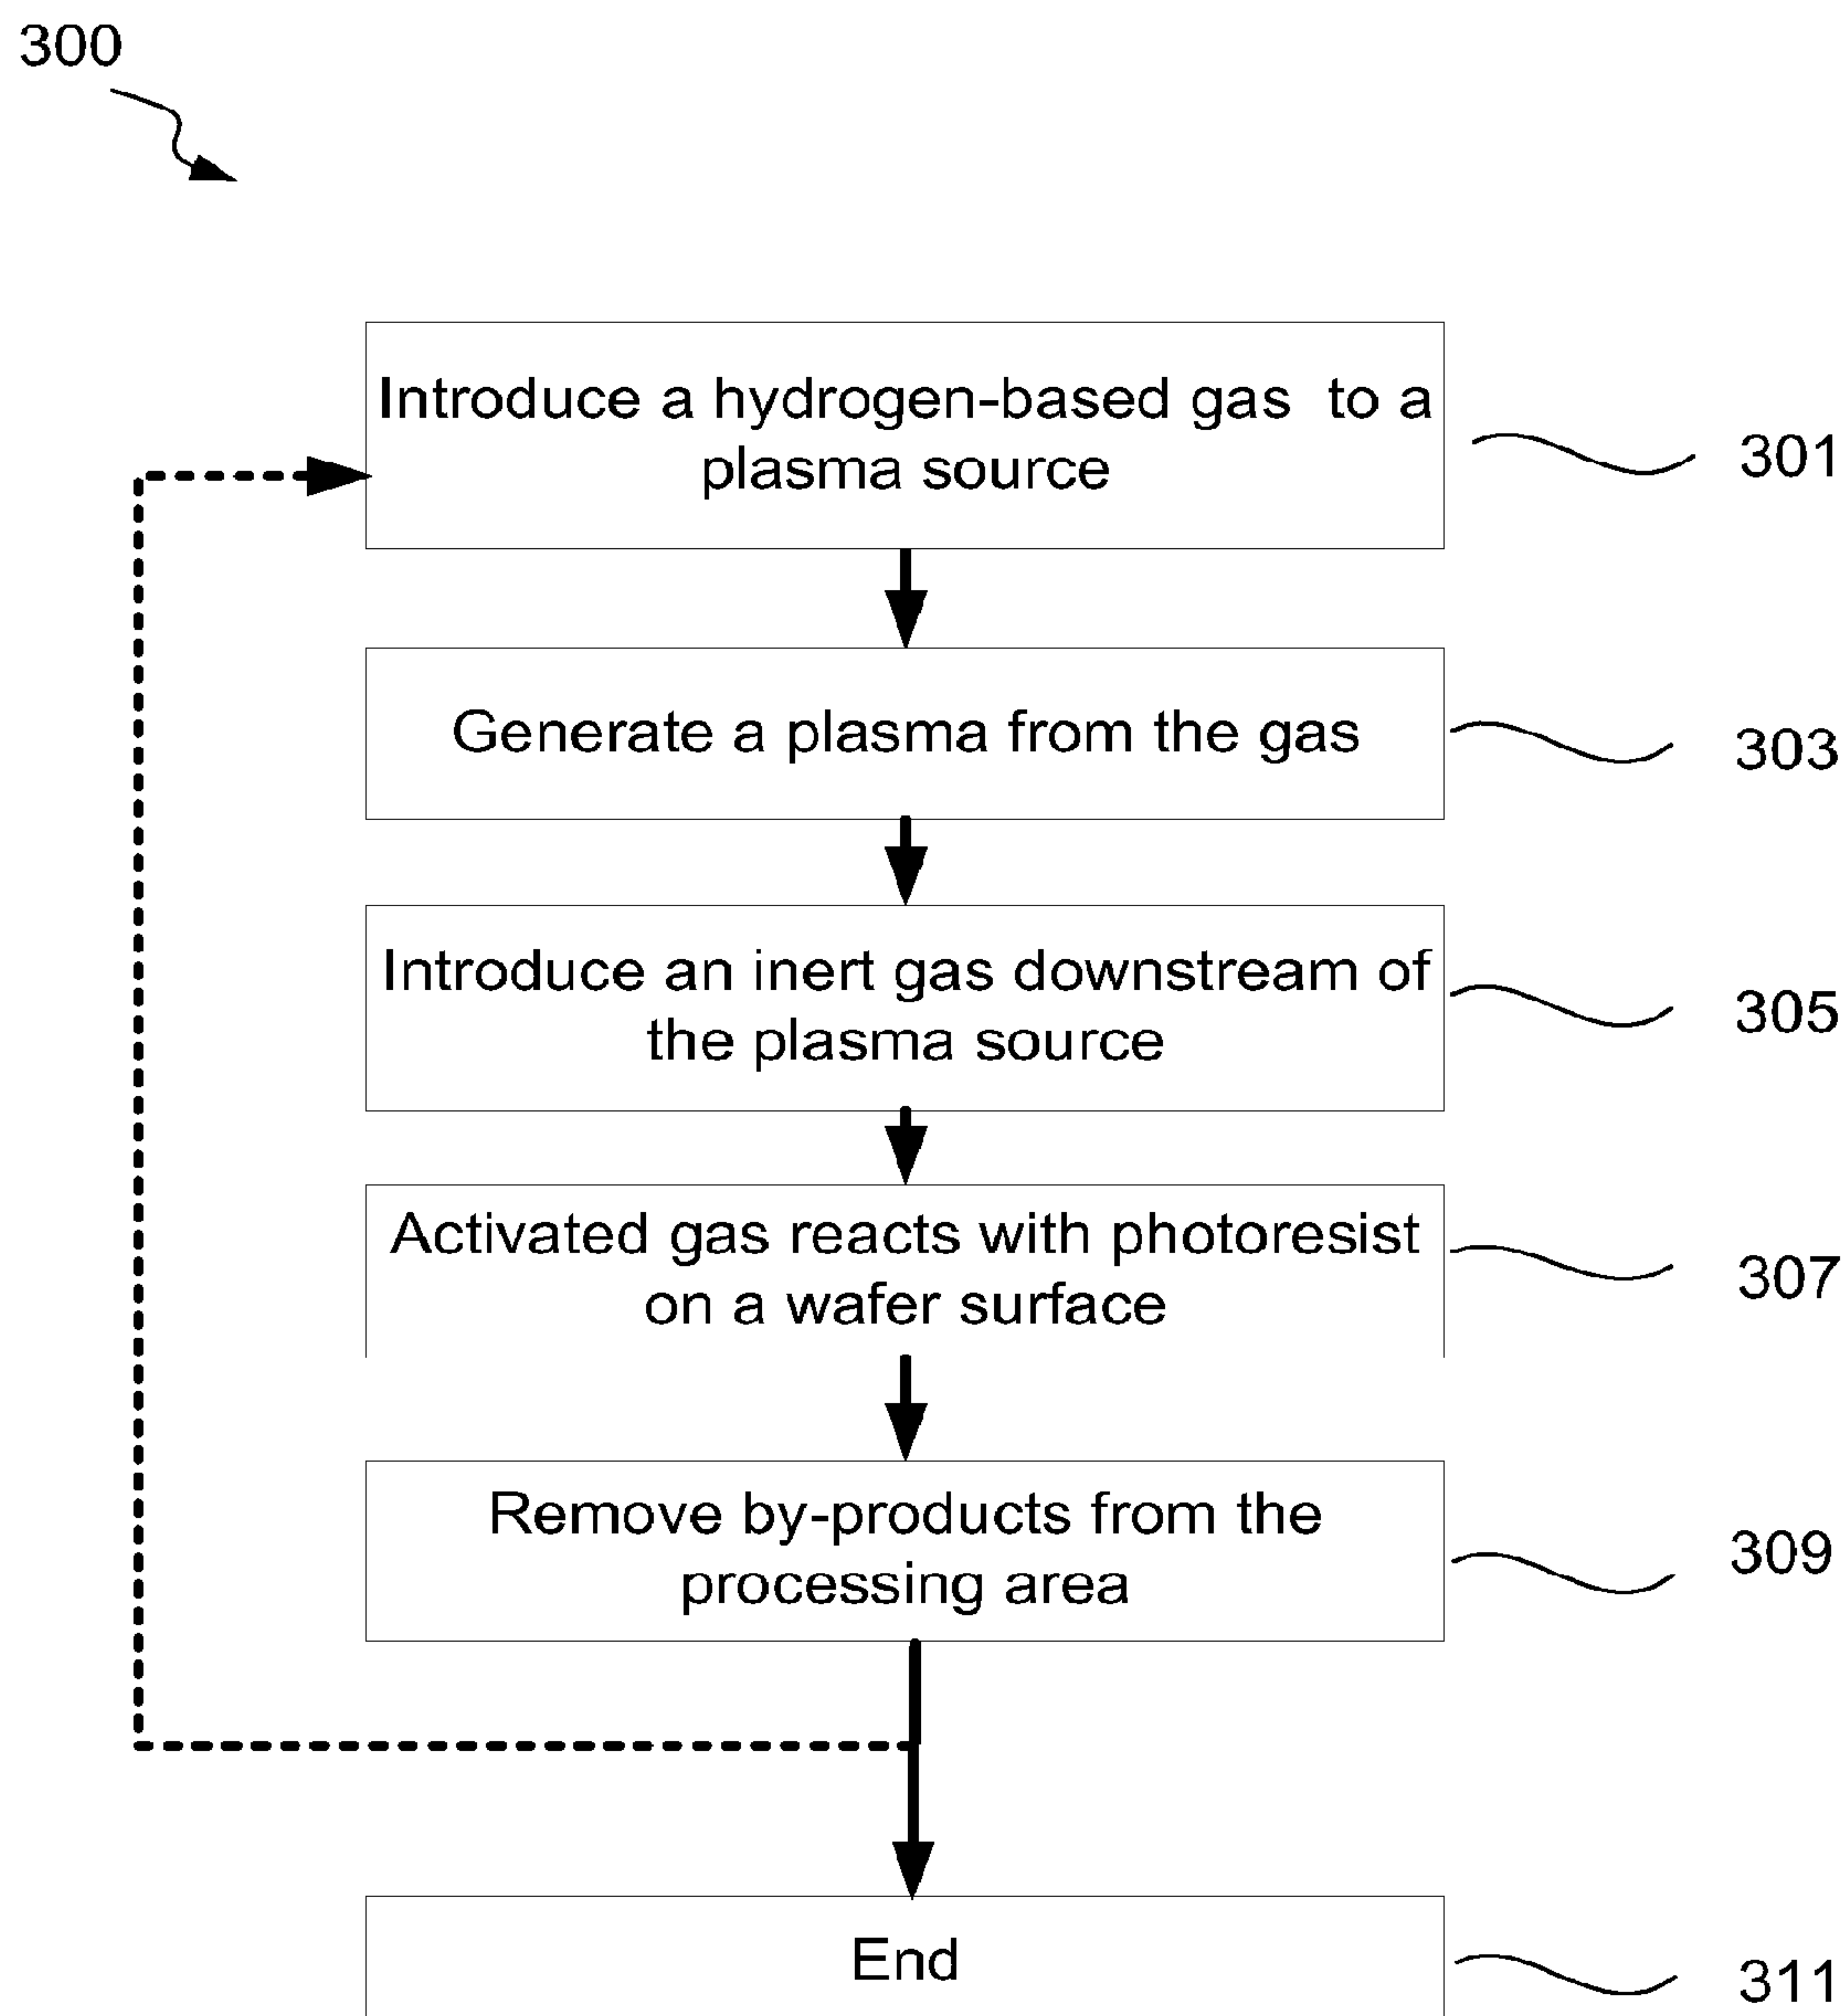 300
Introduce a hydrogen-based gas to a
plasma source
301
Generate a plasma from the gas
303
Introduce an inert gas downstream of
the plasma source
305
Activated gas reacts with photoresist
on a wafer surface
307
Remove by-products from the
processing area
309
End
311